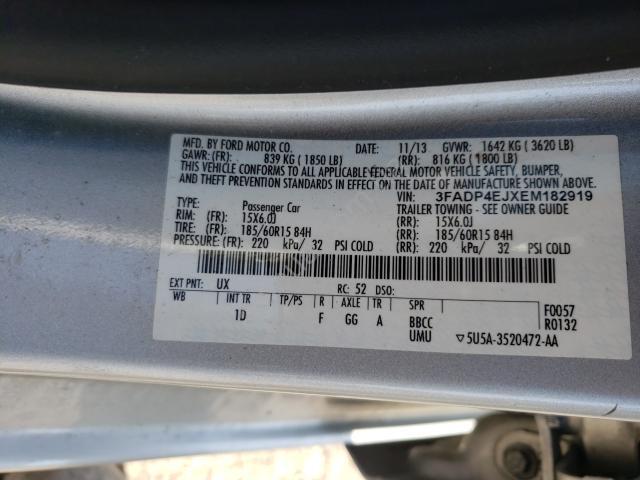 MFD. BY FORD MOTOR CO. DATE: 11/13 GVWR: 1642 KG ( 3620 LB)
GAWR: (FR): 839 KG ( 1850 LB) (RR): 816 KG ( 1800 LB)
THIS VEHICLE CONFORMS TO ALL APPLICABLE FEDERAL MOTOR VEHICLE SAFETY, BUMPER,
AND THEFT PREVENTION STANDARDS IN EFFECT ON THE DATE OF MANUFACTURE SHOWN ABOVE.
VIN: 3FADP4EJXEM182919
TYPE: Passenger Car TRAILER TOWING - SEE OWNER GUIDE
RIM: (FR): 15X6.0J (RR): 15X6.0J
TIRE: (FR): 185/60R15 84H (RR): 185/60R15 84H
PRESSURE: (FR): 220 kPa/ 32 PSI COLD (RR): 220 kPa/ 32 PSI COLD
EXT PNT: UX RC: 52 DSO:
WB INT TR TP/PS R AXLE TR SPR F0057
1D F GG A BBCC R0132
UMU ▽5U5A-3520472-AA